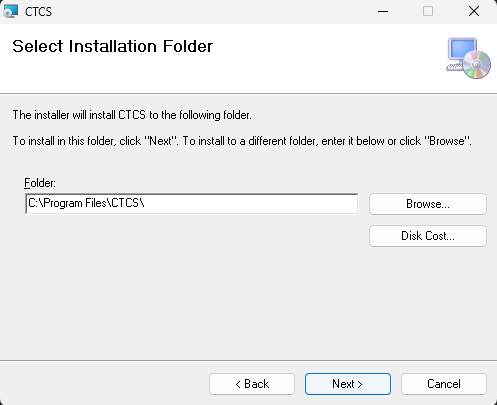 CTCS
Select Installation Folder
The installer will install CTCS to the following folder.
To install in this folder, click "Next". To install to a different folder, enter it below or click "Browse".
Folder:
C:\Program Files\CTCS\
Browse...
Disk Cost...
< Back
Next >
Cancel